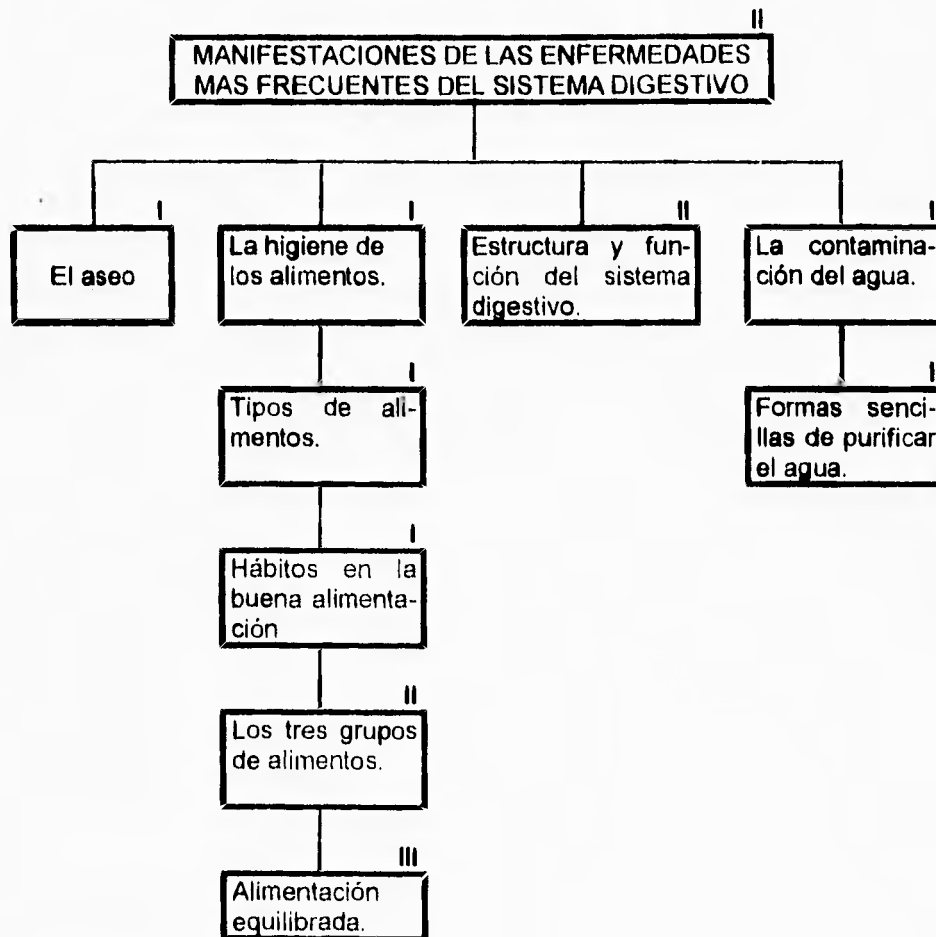 II
MANIFESTACIONES DE LAS ENFERMEDADES
MAS FRECUENTES DEL SISTEMA DIGESTIVO
I
El aseo
I
La higiene de
los alimentos.
II
Estructura y fun-
ción del sistema
digestivo.
I
La contamina-
ción del agua.
I
Tipos de ali-
mentos.
I
Formas senci-
llas de purificar
el agua.
I
Hábitos en la
buena alimenta-
ción
II
Los tres grupos
de alimentos.
III
Alimentación
equilibrada.